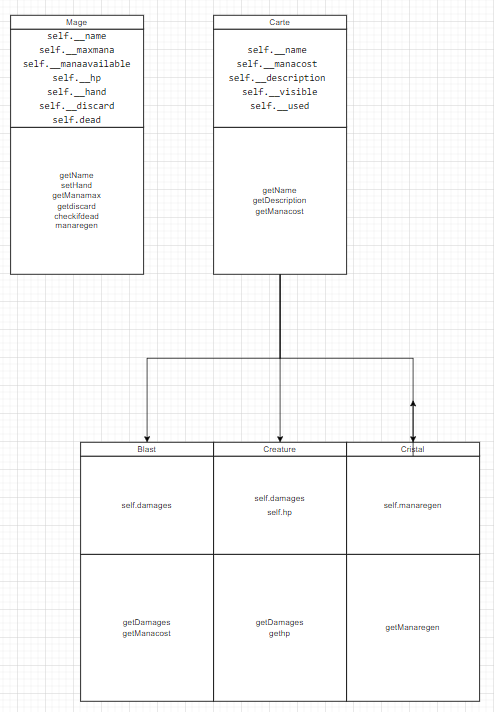 Mage
self.__name
self.__maxmana
self.__manaavailable
self.__hp
self.__hand
self.__discard
self.dead
getName
setHand
getManamax
getdiscard
checkifdead
manaregen
Carte
self.__name
self.__manacost
self.__description
self.__visible
self.__used
getName
getDescription
getManacost
Blast
self.damages
getDamages
getManacost
Creature
self.damages
self.hp
getDamages
gethp
Cristal
self.manaregen
getManaregen